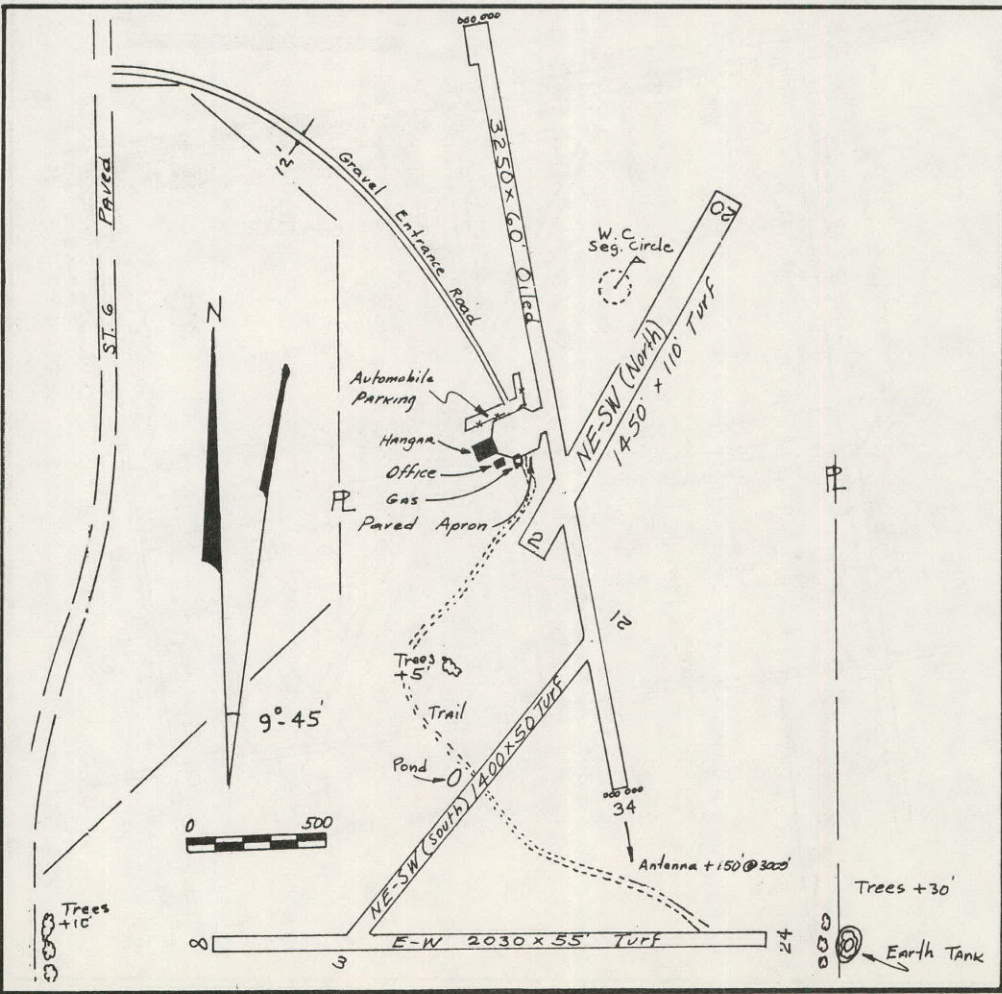 PAVED
ST. 6
12'
Gravel Entrance Road
3250 x 60' Oiled
20
W.C
Seg. Circle
NE-SW (North)
1450' x 110' Turf
N
Automobile
PARKING
HANGAR
Office
GAS
Paved Apron
PL
PL
2
21
Trees
+5'
Trail
9°-45'
Pond
NE-SW (South) 1400 x 50 Turf
0 500
34
Antenna +150' @ 3000'
Trees +30'
Trees
+10'
8
E-W 2030 x 55' Turf
24
3
Earth Tank